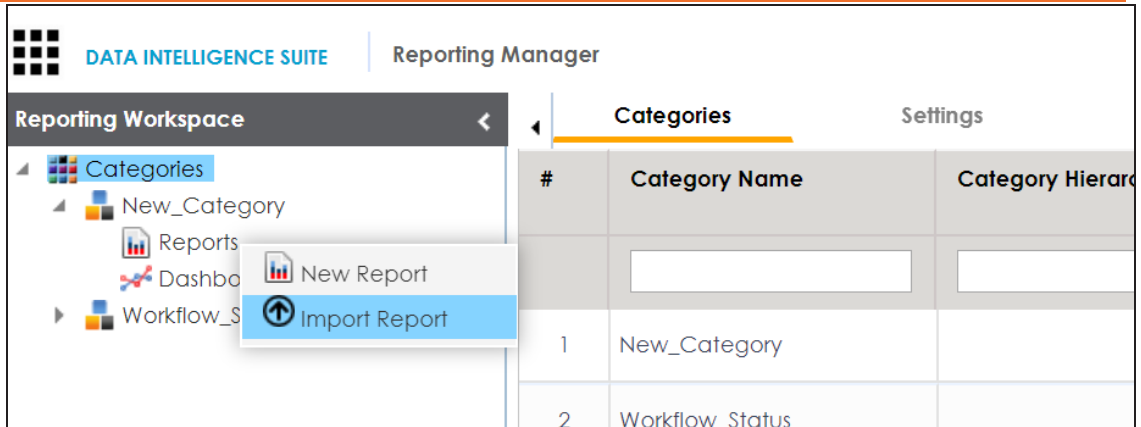 DATA INTELLIGENCE SUITE
Reporting Manager
Reporting Workspace
Categories
Settings
Categories
New_Category
Reports
New Report
Import Report
#
Category Name
1
New_Category
2
Workflow_Status